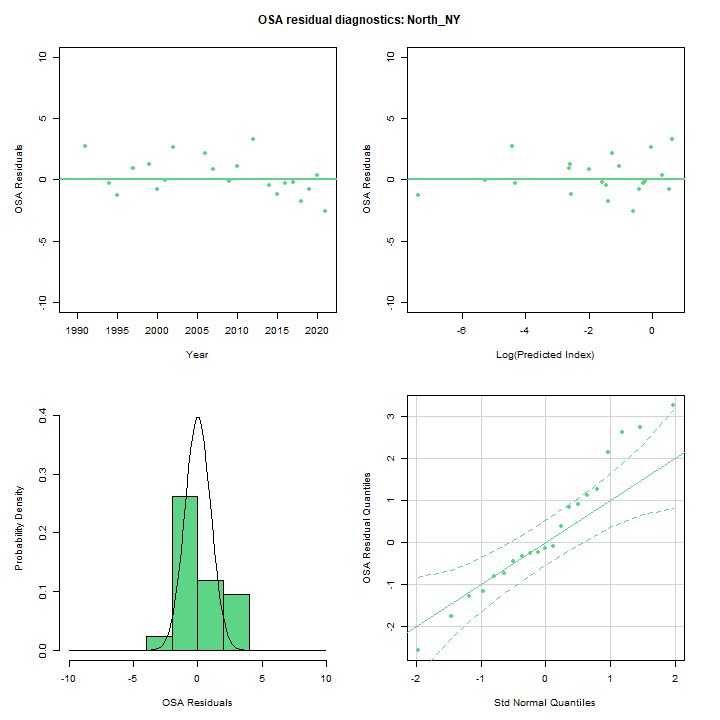 OSA residual diagnostics: North_NY
OSA Residuals
10
5
0
-5
-10
1990 1995 2000 2005 2010 2015 2020
Year
OSA Residuals
10
5
0
-5
-10
-6 -4 -2 0
Log(Predicted Index)
Probability Density
0.4
0.3
0.2
0.1
0.0
-10 -5 0 5 10
OSA Residuals
OSA Residual Quantiles
3
2
1
0
-1
-2
-2 -1 0 1 2
Std Normal Quantiles